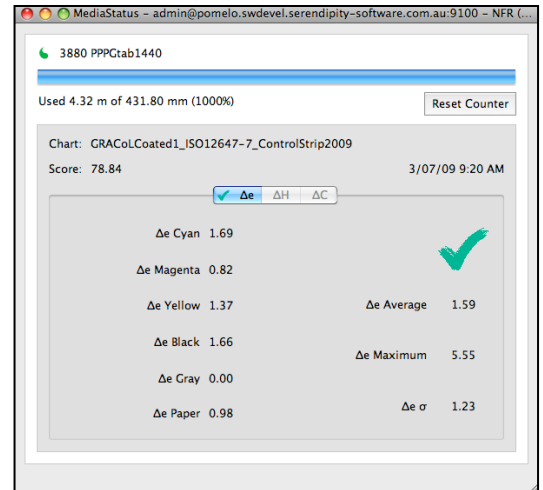 MediaStatus – admin@pomelo.swdevel.serendipity-software.com.au:9100 – NFR (...
3880 PPPGtab1440
Used 4.32 m of 431.80 mm (1000%)
Reset Counter
Chart: GRACoLCoated1_ISO12647-7_ControlStrip2009
Score: 78.84
3/07/09 9:20 AM
Δe ΔH ΔC
Δe Cyan 1.69
Δe Magenta 0.82
Δe Yellow 1.37
Δe Average 1.59
Δe Black 1.66
Δe Maximum 5.55
Δe Gray 0.00
Δe Paper 0.98
Δe σ 1.23